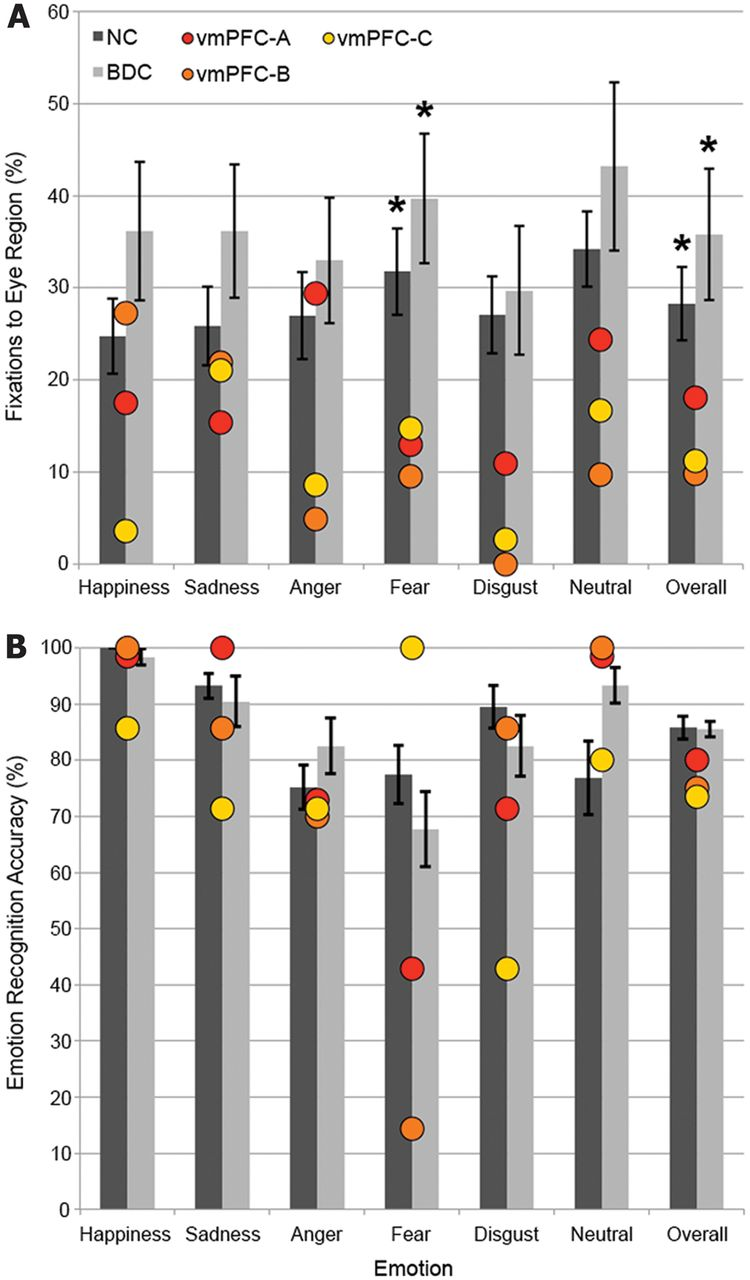 A
60
50
40
30
20
10
0
Fixations to Eye Region (%)
NC vmPFC-A vmPFC-C
BDC vmPFC-B
* * * *
Happiness Sadness Anger Fear Disgust Neutral Overall
B
100
90
80
70
60
50
40
30
20
10
0
Emotion Recognition Accuracy (%)
Happiness Sadness Anger Fear Disgust Neutral Overall
Emotion